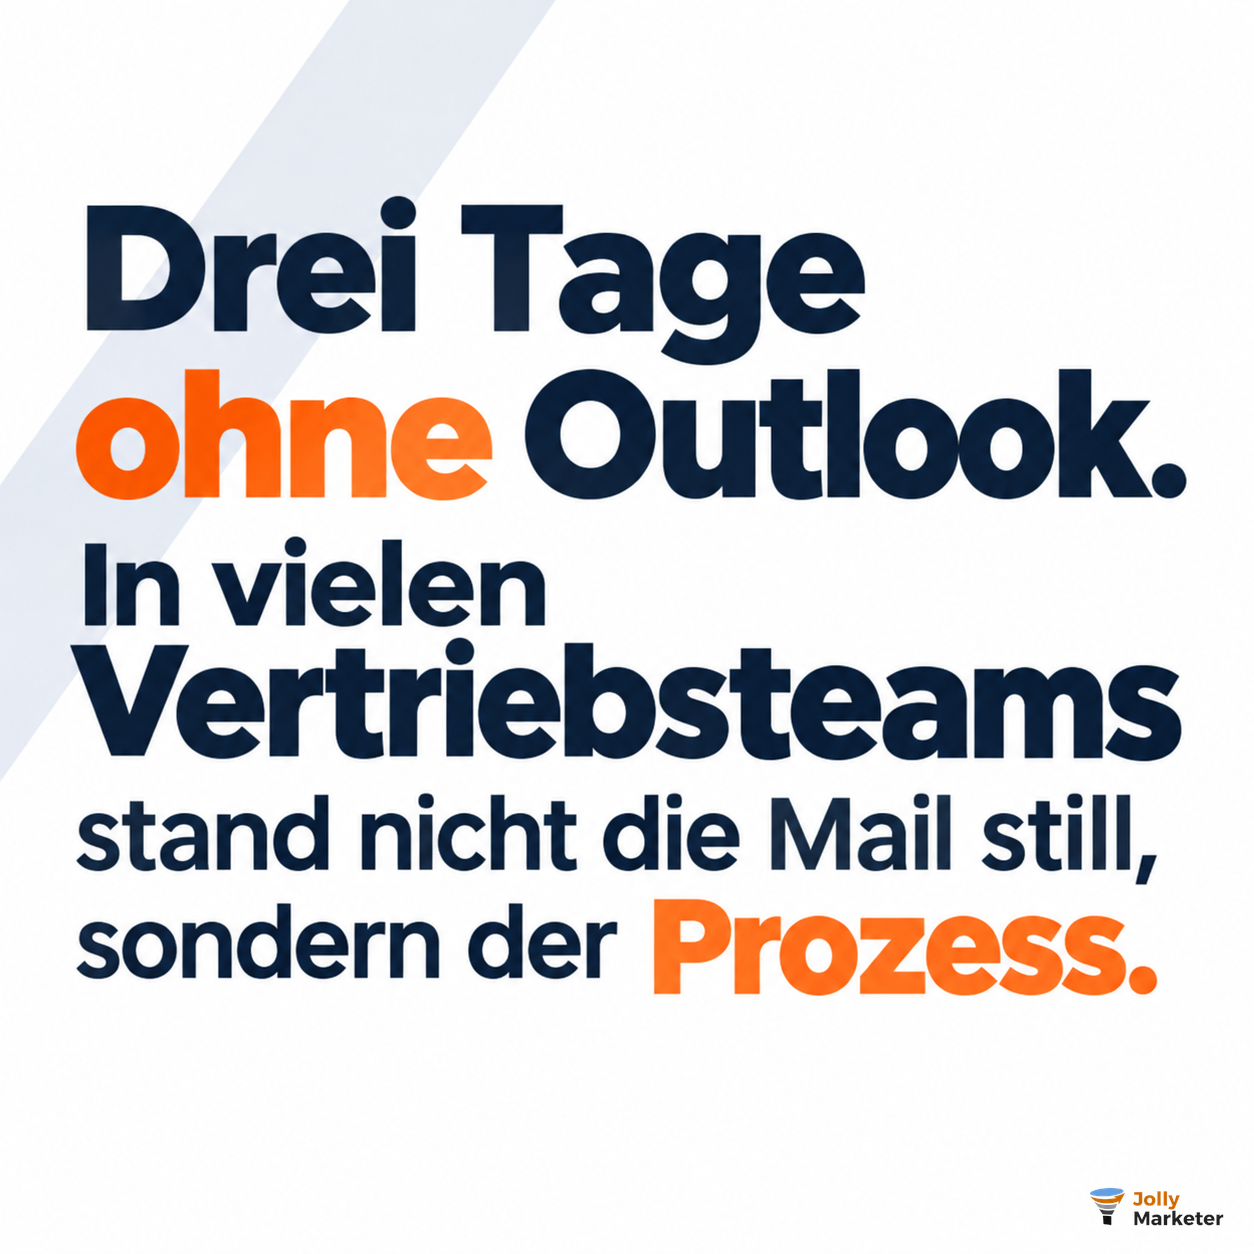 Drei Tage
ohne Outlook.
In vielen
Vertriebsteams
stand nicht die Mail still,
sondern der Prozess.
Jolly
Marketer